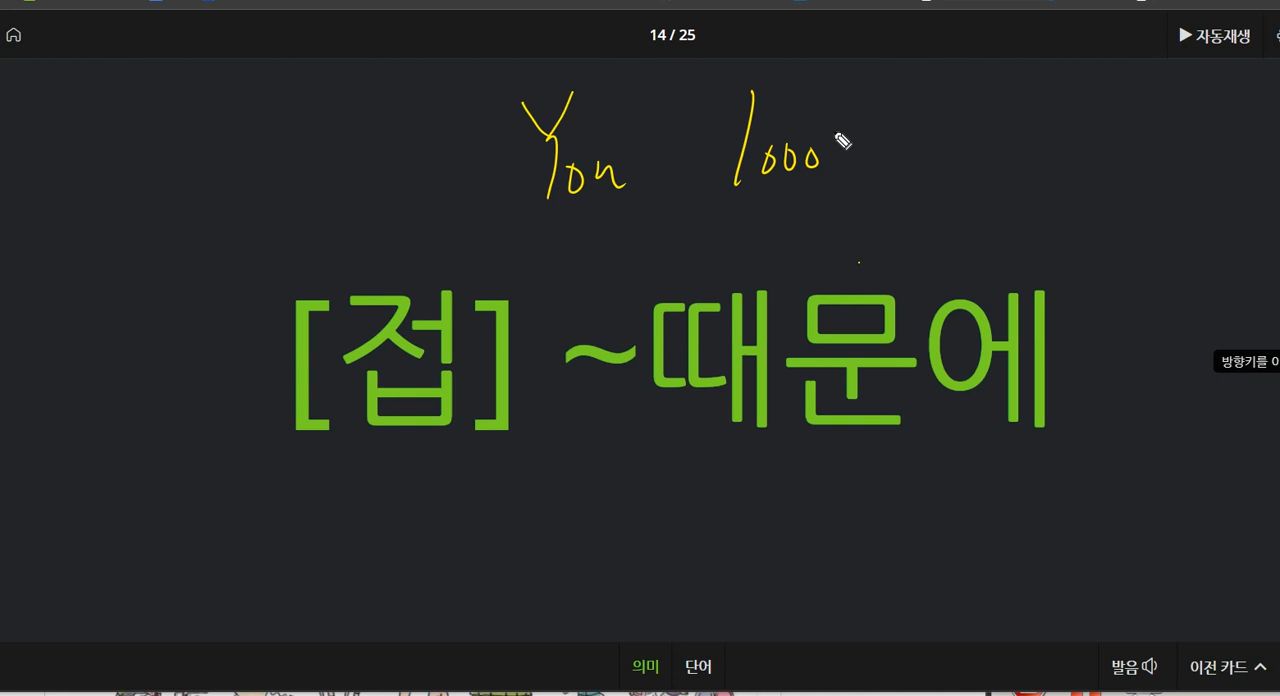 14 / 25
▶ 자동재생
You 1000
[접] ~때문에
방향키를 이
의미 단어 발음 이전 카드